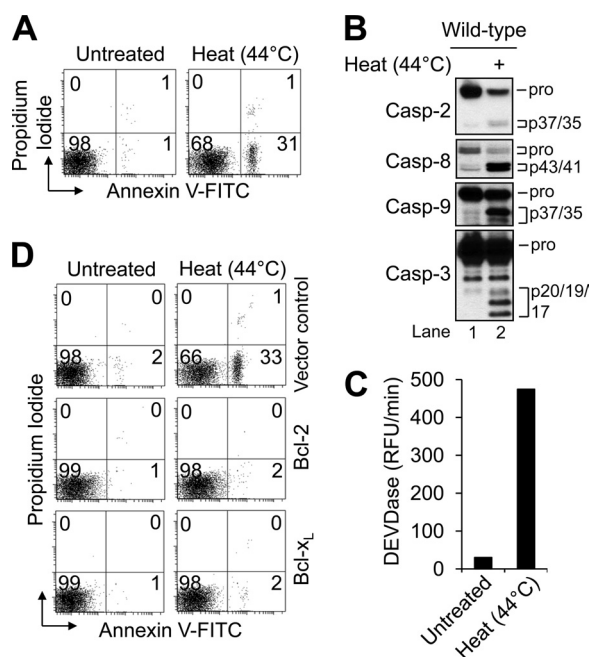 A
Untreated
Heat (44°C)
Propidium
Iodide
0
1
98
1
0
1
68
31
Annexin V-FITC
B
Wild-type
Heat (44°C)
+
Casp-2
pro
p37/35
Casp-8
pro
p43/41
Casp-9
pro
p37/35
Casp-3
pro
p20/19/
17
Lane
1
2
C
DEVDase (RFU/min)
500
400
300
200
100
0
Untreated
Heat (44°C)
D
Untreated
Heat (44°C)
Propidium Iodide
0
0
98
2
0
1
66
33
Vector control
0
0
99
1
0
0
98
2
Bcl-2
0
0
99
1
0
0
98
2
Bcl-xL
Annexin V-FITC